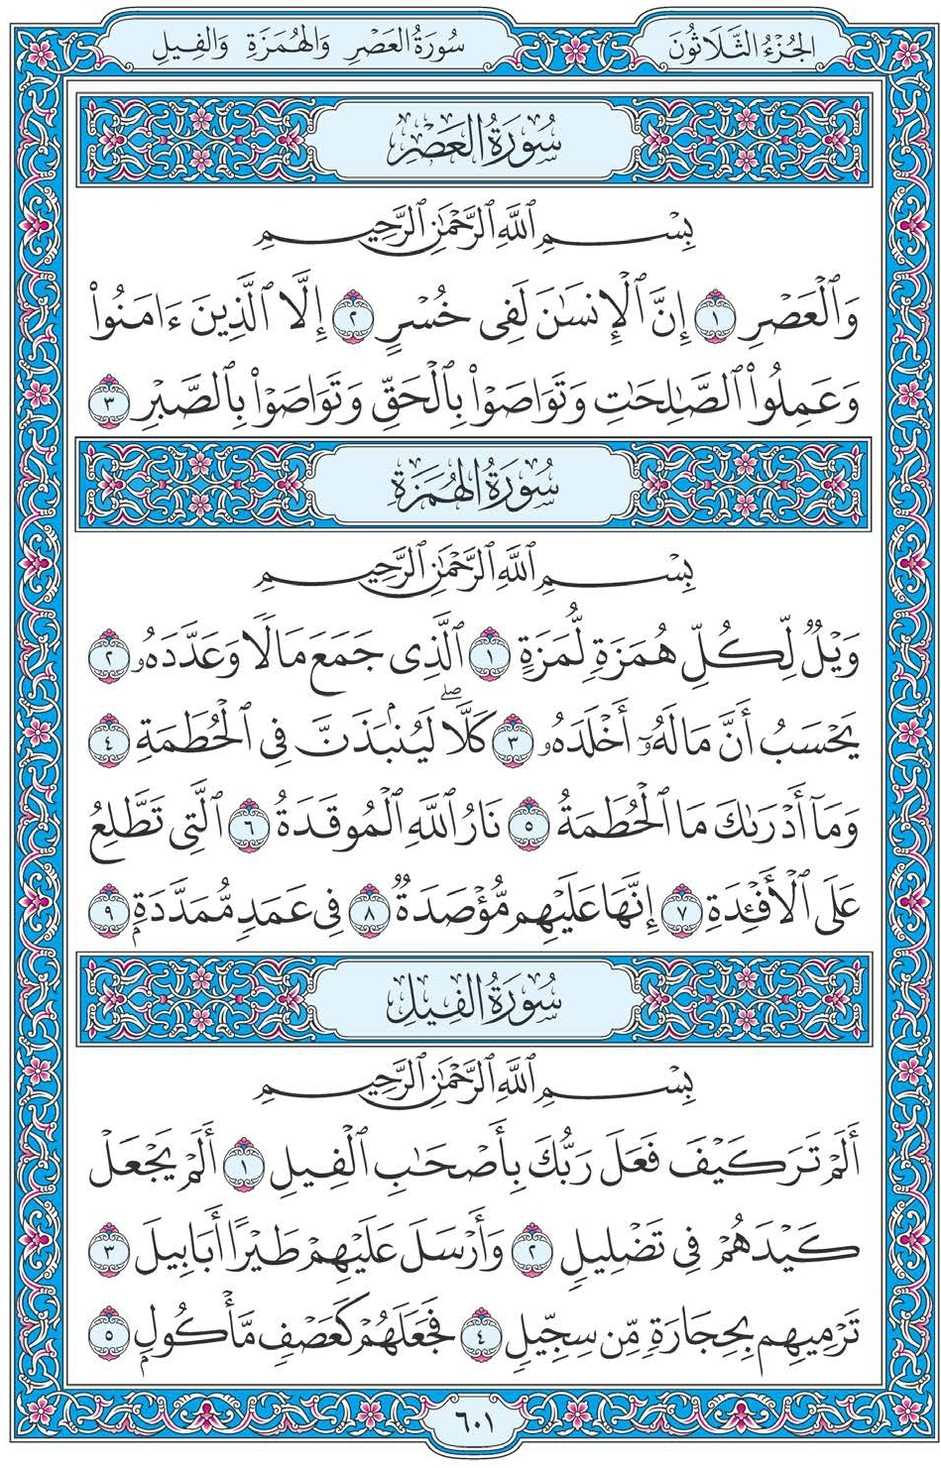 الجُزْءُ الثَّلَاثُونَ
سُورَةُ العَصْرِ وَالهُمَزَةِ وَالفِيلِ
سُورَةُ العَصْرِ
بِسْمِ ٱللَّهِ ٱلرَّحْمَٰنِ ٱلرَّحِيمِ
وَٱلْعَصْرِ ١ إِنَّ ٱلْإِنسَٰنَ لَفِى خُسْرٍ ٢ إِلَّا ٱلَّذِينَ ءَامَنُوا۟
وَعَمِلُوا۟ ٱلصَّٰلِحَٰتِ وَتَوَاصَوْا۟ بِٱلْحَقِّ وَتَوَاصَوْا۟ بِٱلصَّبْرِ ٣
سُورَةُ الهُمَزَةِ
بِسْمِ ٱللَّهِ ٱلرَّحْمَٰنِ ٱلرَّحِيمِ
وَيْلٌ لِّكُلِّ هُمَزَةٍ لُّمَزَةٍ ١ ٱلَّذِى جَمَعَ مَالًا وَعَدَّدَهُۥ ٢
يَحْسَبُ أَنَّ مَالَهُۥٓ أَخْلَدَهُۥ ٣ كَلَّا ۖ لَيُنۢبَذَنَّ فِى ٱلْحُطَمَةِ ٤
وَمَآ أَدْرَىٰكَ مَا ٱلْحُطَمَةُ ٥ نَارُ ٱللَّهِ ٱلْمُوقَدَةُ ٦ ٱلَّتِى تَطَّلِعُ
عَلَى ٱلْأَفْـِٔدَةِ ٧ إِنَّهَا عَلَيْهِم مُّؤْصَدَةٌ ٨ فِى عَمَدٍ مُّمَدَّدَةٍۭ ٩
سُورَةُ الفِيلِ
بِسْمِ ٱللَّهِ ٱلرَّحْمَٰنِ ٱلرَّحِيمِ
أَلَمْ تَرَ كَيْفَ فَعَلَ رَبُّكَ بِأَصْحَٰبِ ٱلْفِيلِ ١ أَلَمْ يَجْعَلْ
كَيْدَهُمْ فِى تَضْلِيلٍ ٢ وَأَرْسَلَ عَلَيْهِمْ طَيْرًا أَبَابِيلَ ٣
تَرْمِيهِم بِحِجَارَةٍ مِّن سِجِّيلٍ ٤ فَجَعَلَهُمْ كَعَصْفٍ مَّأْكُولٍۭ ٥
٦٠١